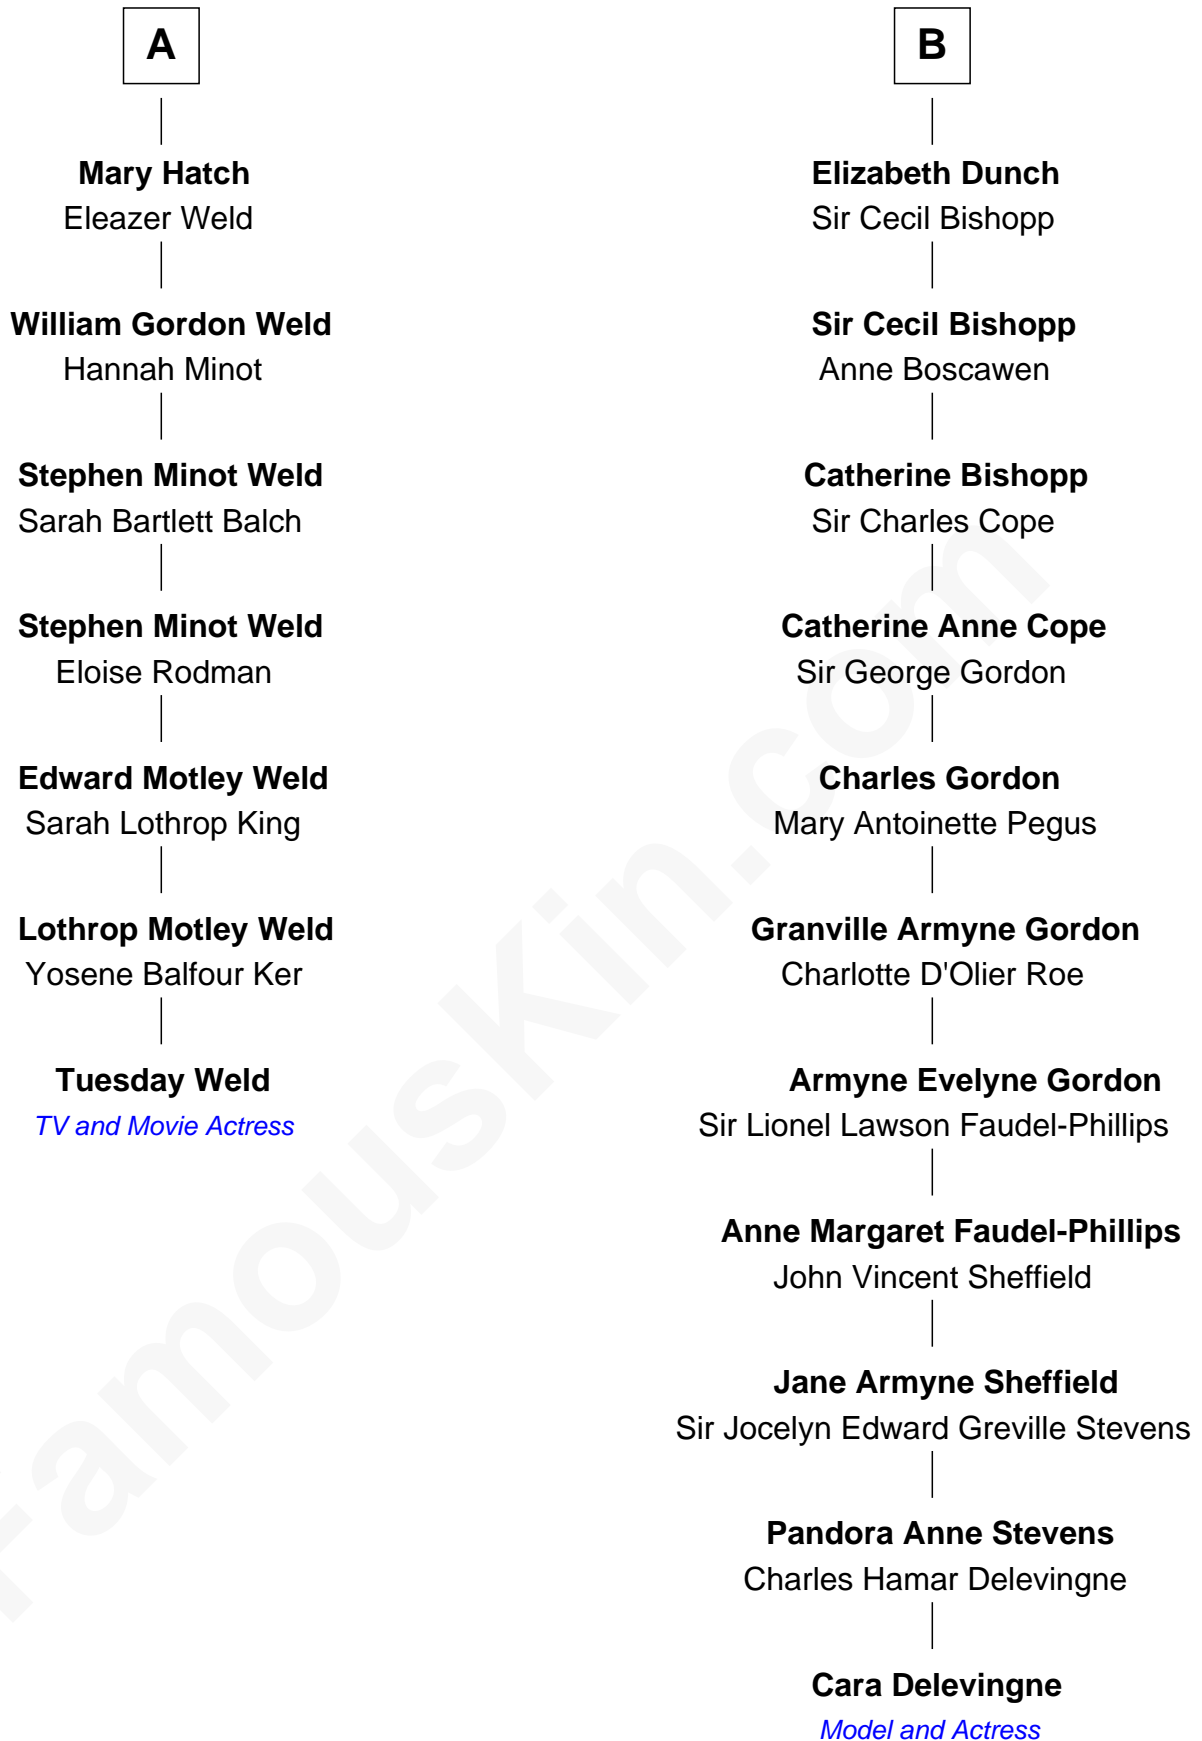 A
Mary Hatch
Eleazer Weld
William Gordon Weld
Hannah Minot
Stephen Minot Weld
Sarah Bartlett Balch
Stephen Minot Weld
Eloise Rodman
Edward Motley Weld
Sarah Lothrop King
Lothrop Motley Weld
Yosene Balfour Ker
Tuesday Weld
TV and Movie Actress
B
Elizabeth Dunch
Sir Cecil Bishopp
Sir Cecil Bishopp
Anne Boscawen
Catherine Bishopp
Sir Charles Cope
Catherine Anne Cope
Sir George Gordon
Charles Gordon
Mary Antoinette Pegus
Granville Armyne Gordon
Charlotte D'Olier Roe
Armyne Evelyne Gordon
Sir Lionel Lawson Faudel-Phillips
Anne Margaret Faudel-Phillips
John Vincent Sheffield
Jane Armyne Sheffield
Sir Jocelyn Edward Greville Stevens
Pandora Anne Stevens
Charles Hamar Delevingne
Cara Delevingne
Model and Actress
FamousKin.com